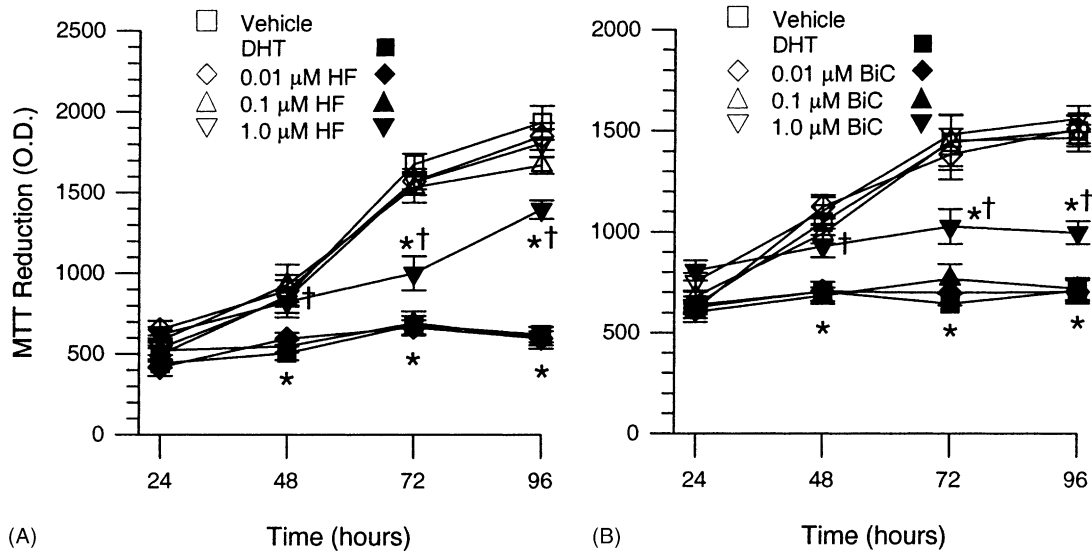 2500
2000
1500
1000
500
0
MTT Reduction (O.D.)
Vehicle
DHT
0.01 μM HF
0.1 μM HF
1.0 μM HF
†
*†
*†
*
*
*
24
48
72
96
(A)
Time (hours)
2000
1500
1000
500
0
Vehicle
DHT
0.01 μM BiC
0.1 μM BiC
1.0 μM BiC
†
*†
*†
*
*
*
24
48
72
96
(B)
Time (hours)